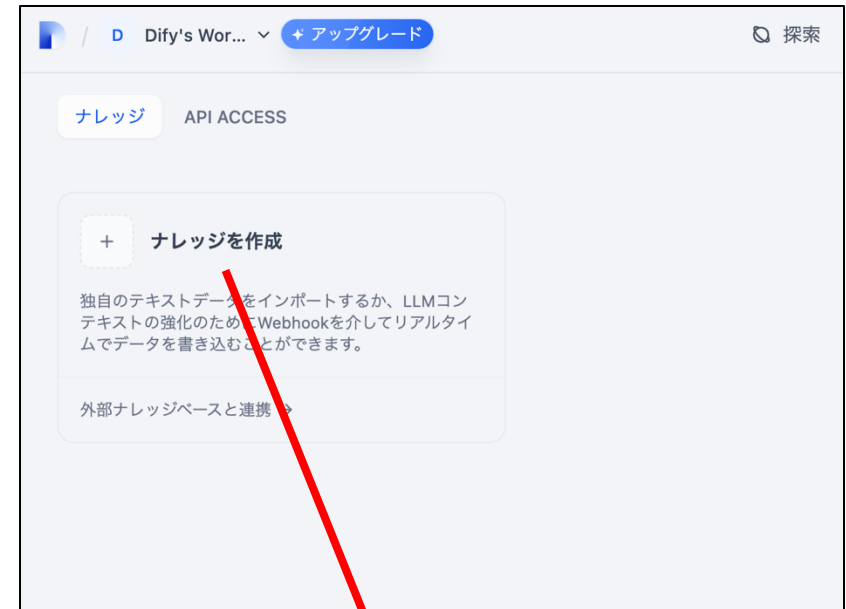 / D Dify's Wor... アップグレード 探索
ナレッジ API ACCESS
+ ナレッジを作成
独自のテキストデータをインポートするか、LLMコン
テキストの強化のためにWebhookを介してリアルタイ
ムでデータを書き込むことができます。
外部ナレッジベースと連携 →